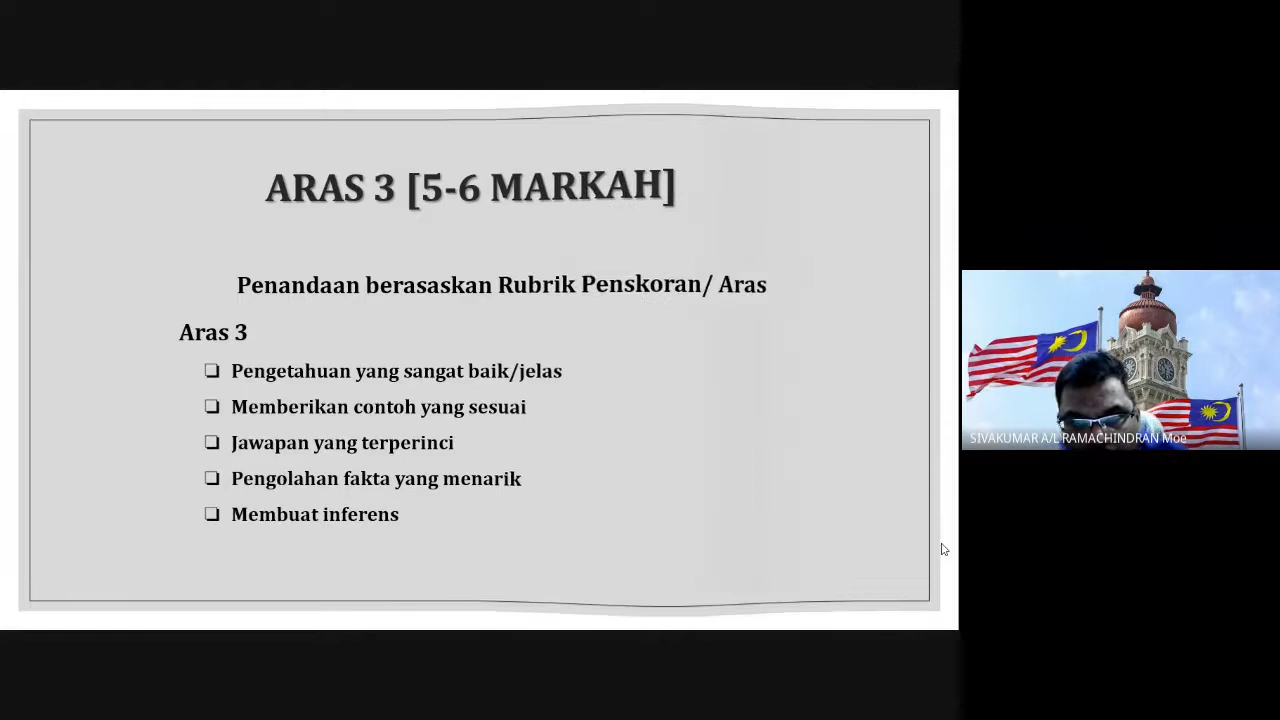 ARAS 3 [5-6 MARKAH]
Penandaan berasaskan Rubrik Penskoran/ Aras
Aras 3
Pengetahuan yang sangat baik/jelas
Memberikan contoh yang sesuai
Jawapan yang terperinci
Pengolahan fakta yang menarik
Membuat inferens
SIVAKUMAR A/L RAMACHINDRAN Moe